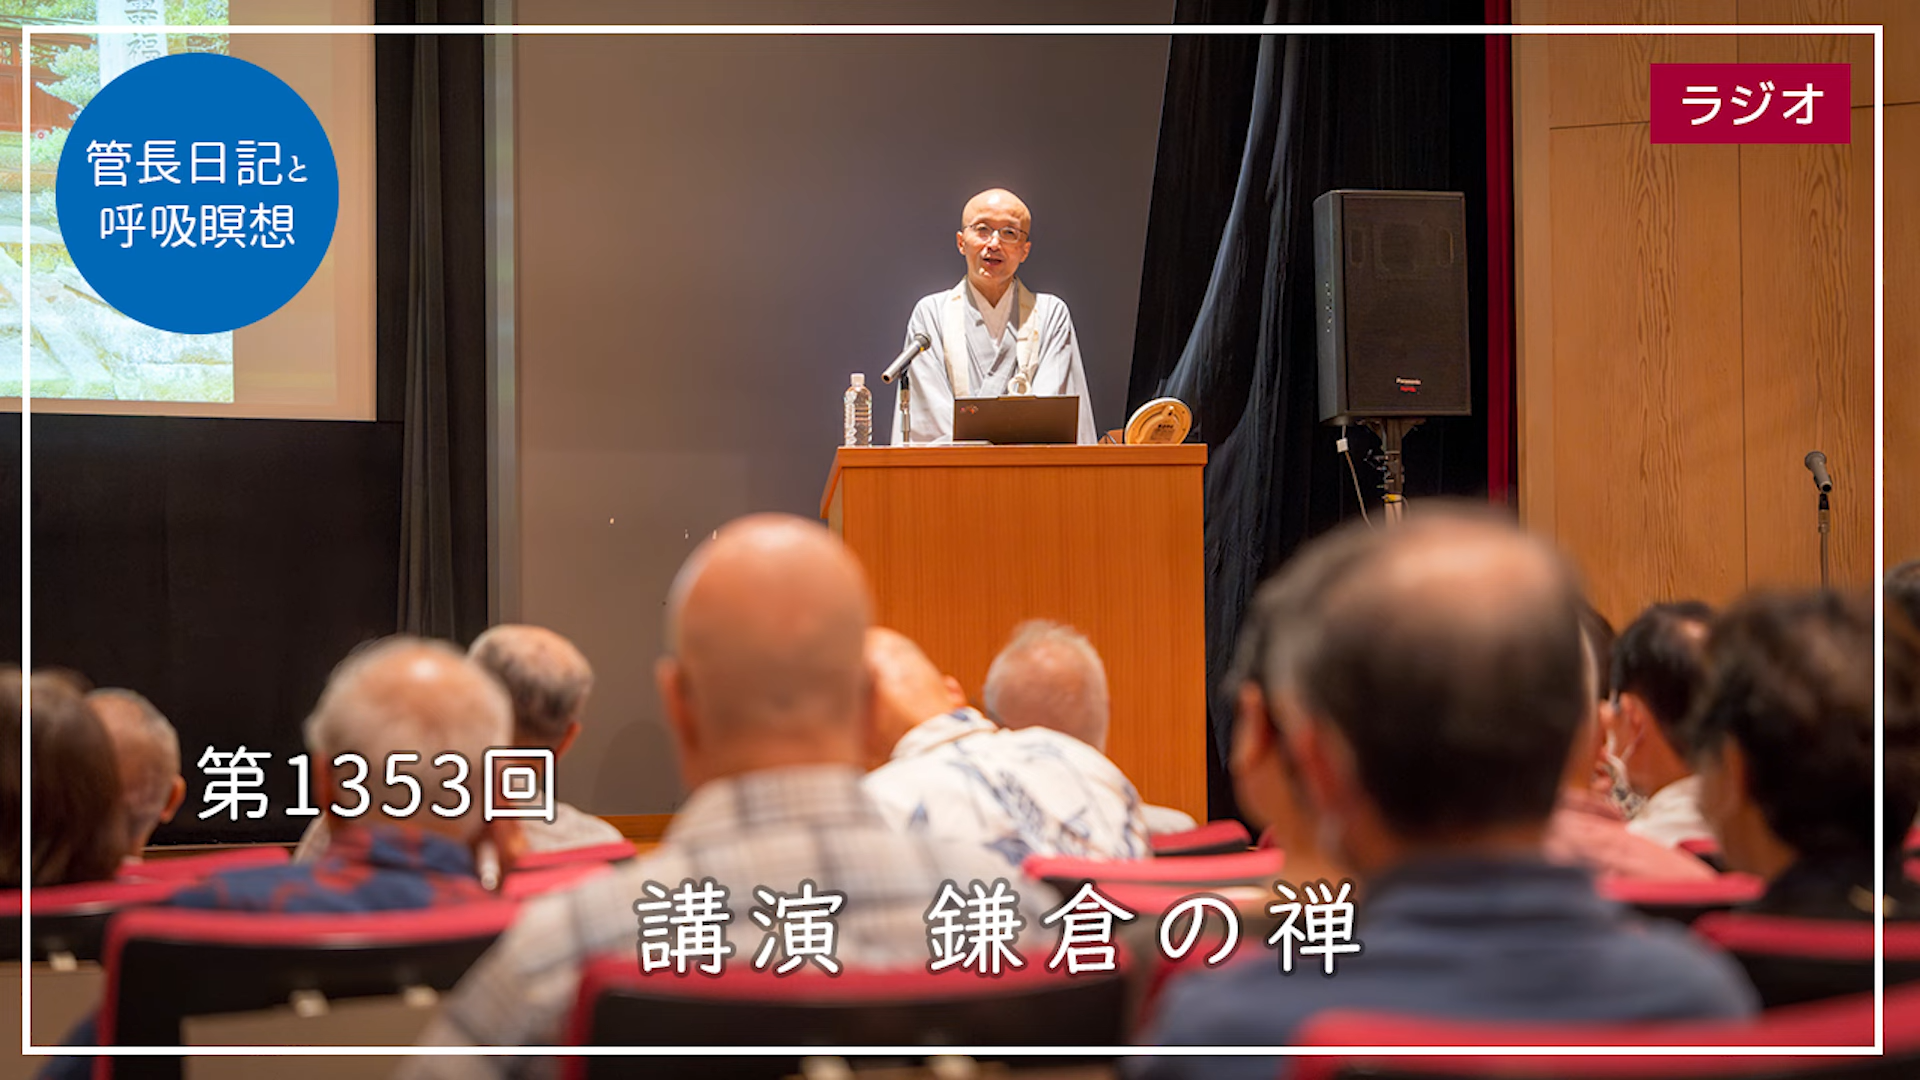 管長日記と
呼吸瞑想
ラジオ
Panasonic
第1353回
講演 鎌倉の禅